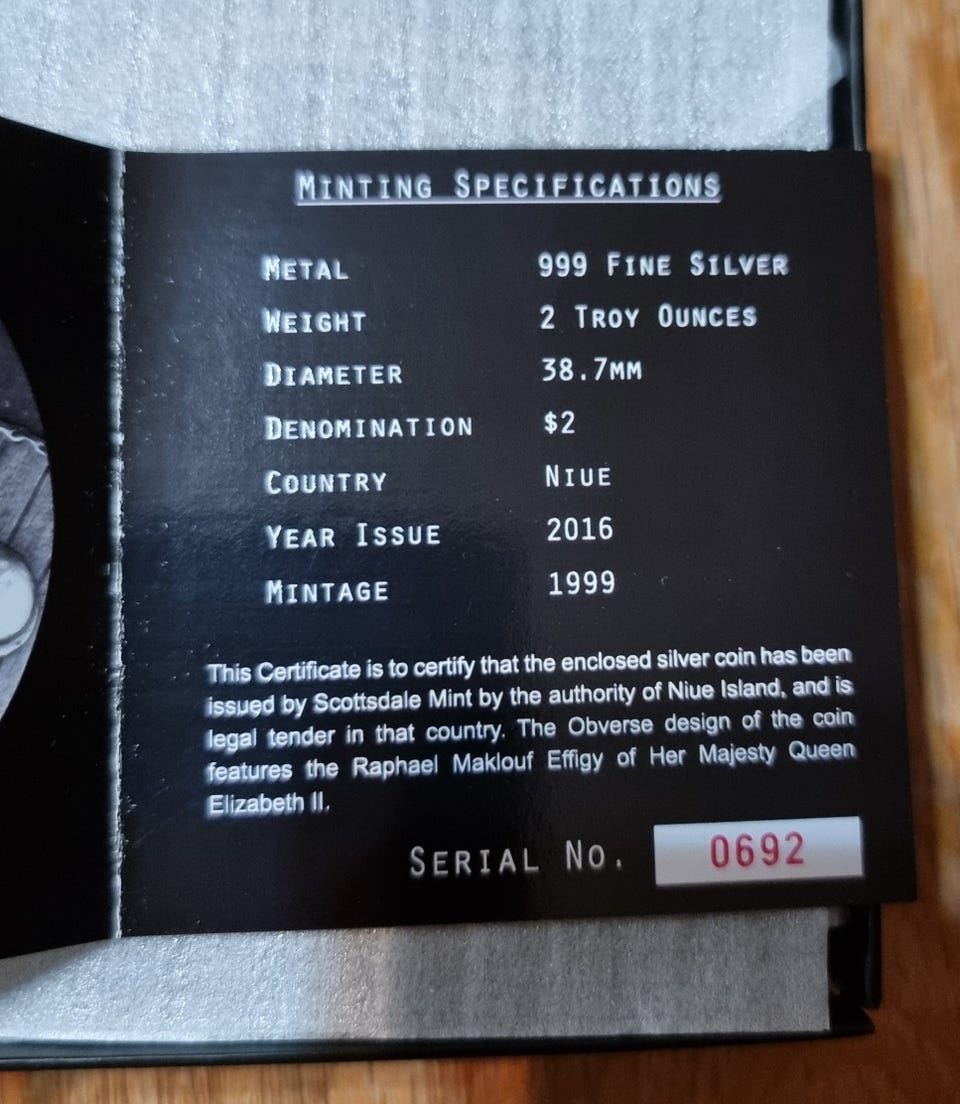 MINTING SPECIFICATIONS
METAL 999 FINE SILVER
WEIGHT 2 TROY OUNCES
DIAMETER 38.7MM
DENOMINATION $2
COUNTRY NIUE
YEAR ISSUE 2016
MINTAGE 1999
This Certificate is to certify that the enclosed silver coin has been
issued by Scottsdale Mint by the authority of Niue Island, and is
legal tender in that country. The Obverse design of the coin
features the Raphael Maklouf Effigy of Her Majesty Queen
Elizabeth II.
SERIAL NO. 0692